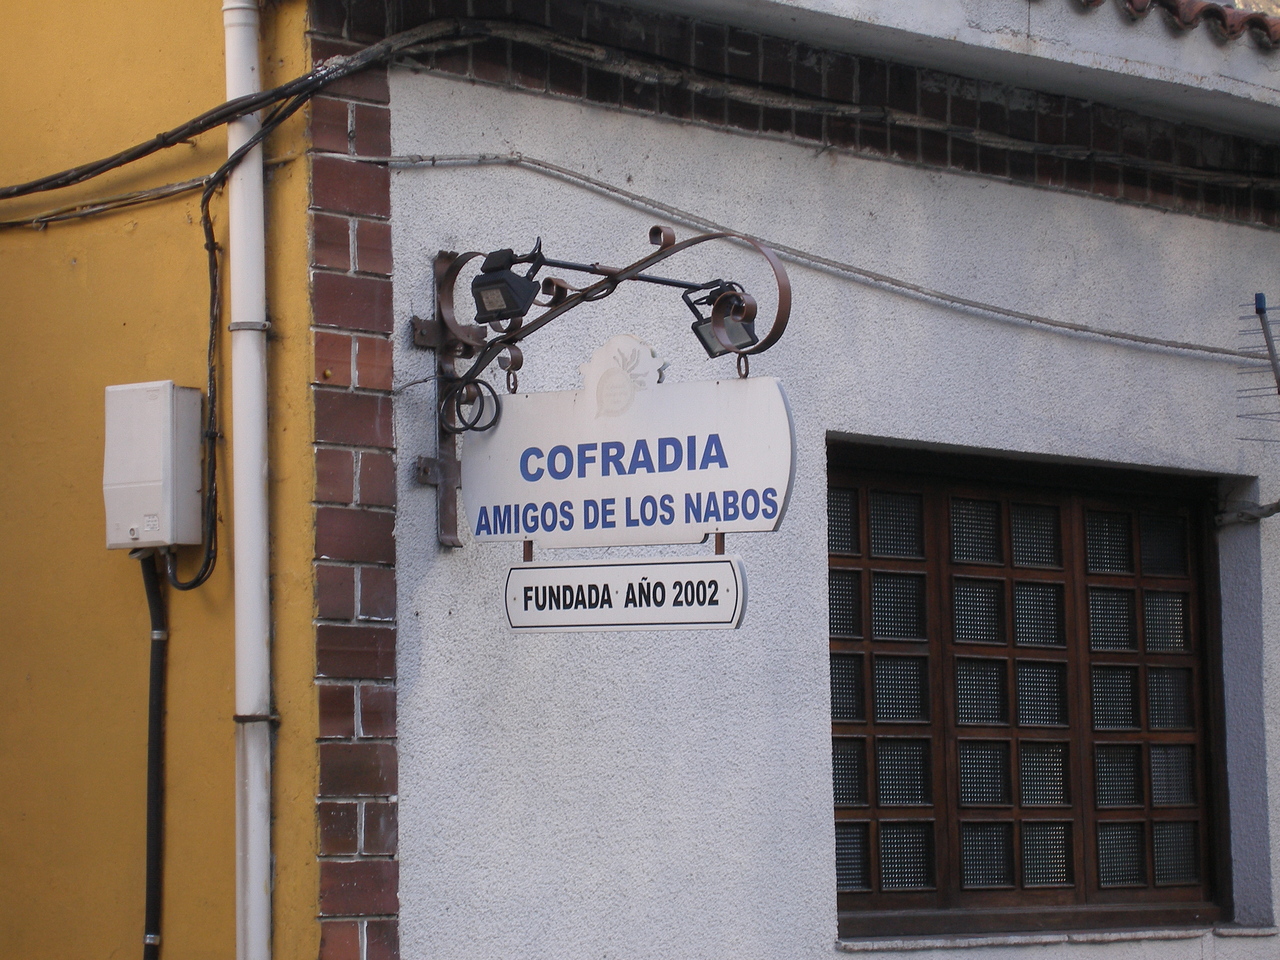 COFRADIA
AMIGOS DE LOS NABOS
FUNDADA · AÑO 2002